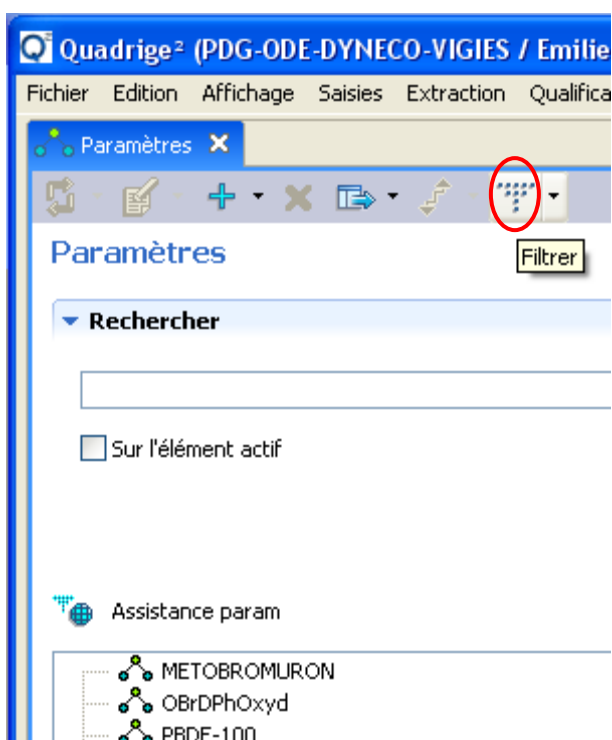 Quadrige² (PDG-ODE-DYNECO-VIGIES / Emilie
Fichier Edition Affichage Saisies Extraction Qualifica
Paramètres
Paramètres
Filtrer
Rechercher
Sur l'élément actif
Assistance param
METOBROMURON
OBrDPhOxyd
PBDE-100